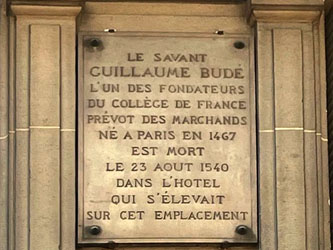 LE SAVANT
GUILLAUME BUDÉ
L'UN DES FONDATEURS
DU COLLÈGE DE FRANCE
PRÉVOT DES MARCHANDS
NÉ A PARIS EN 1467
EST MORT
LE 23 AOUT 1540
DANS L'HOTEL
QUI S'ÉLEVAIT
SUR CET EMPLACEMENT